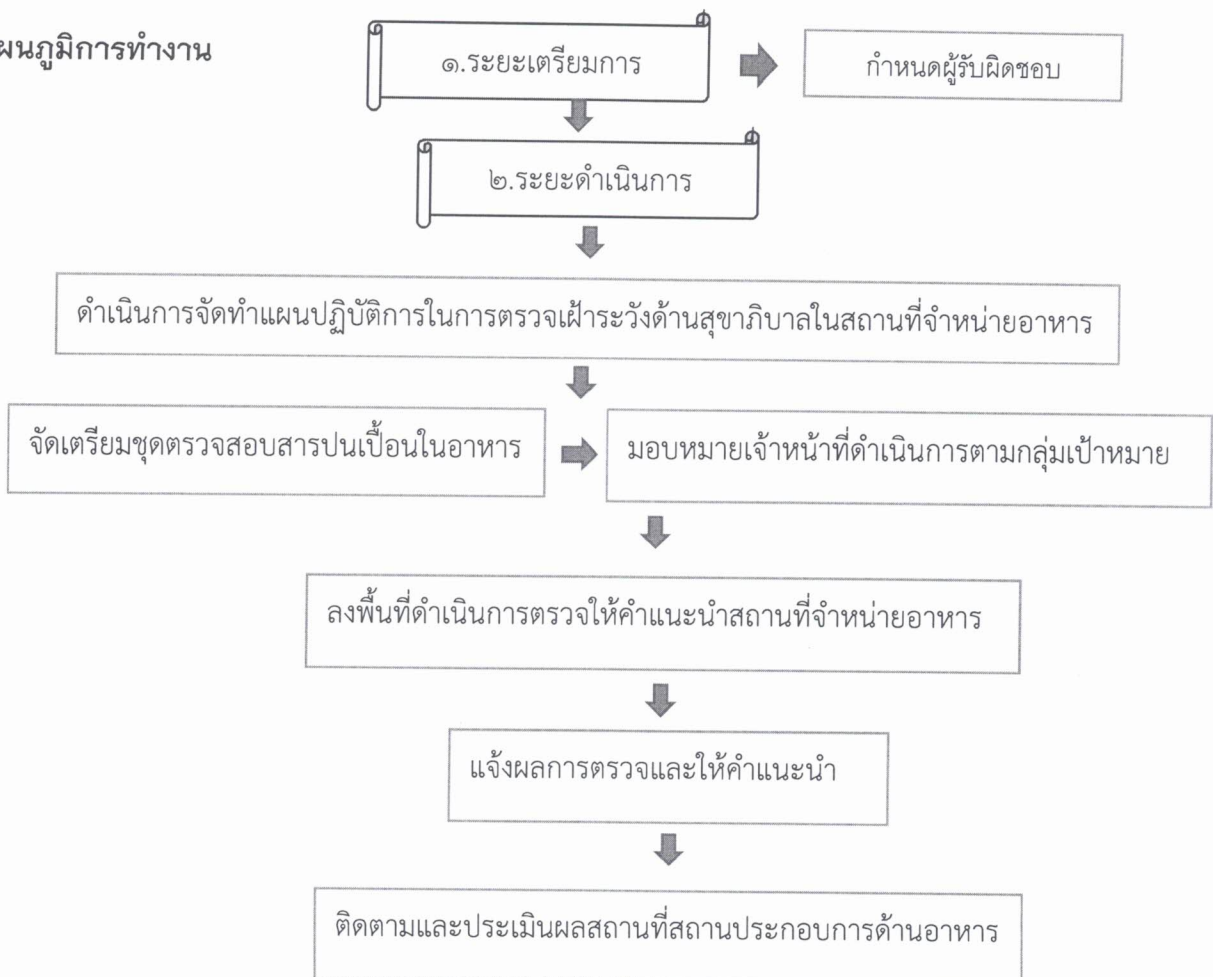 ผนภูมิการทำงาน
๑.ระยะเตรียมการ
กำหนดผู้รับผิดชอบ
๒.ระยะดำเนินการ
ดำเนินการจัดทำแผนปฏิบัติการในการตรวจเฝ้าระวังด้านสุขาภิบาลในสถานที่จำหน่ายอาหาร
จัดเตรียมชุดตรวจสอบสารปนเปื้อนในอาหาร
มอบหมายเจ้าหน้าที่ดำเนินการตามกลุ่มเป้าหมาย
ลงพื้นที่ดำเนินการตรวจให้คำแนะนำสถานที่จำหน่ายอาหาร
แจ้งผลการตรวจและให้คำแนะนำ
ติดตามและประเมินผลสถานที่สถานประกอบการด้านอาหาร